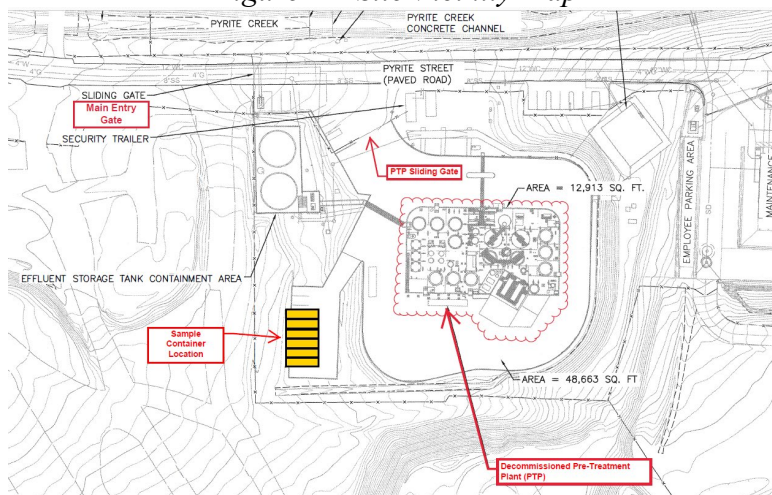 PYRITE CREEK
PYRITE CREEK
CONCRETE CHANNEL
PYRITE STREET
(PAVED ROAD)
SLIDING GATE
Main Entry
Gate
SECURITY TRAILER
PTP Sliding Gate
AREA = 12,913 SQ. FT.
EMPLOYEE PARKING AREA
EFFLUENT STORAGE TANK CONTAINMENT AREA
Sample
Container
Location
AREA = 48,663 SQ. FT
Decommissioned Pre-Treatment
Plant (PTP)